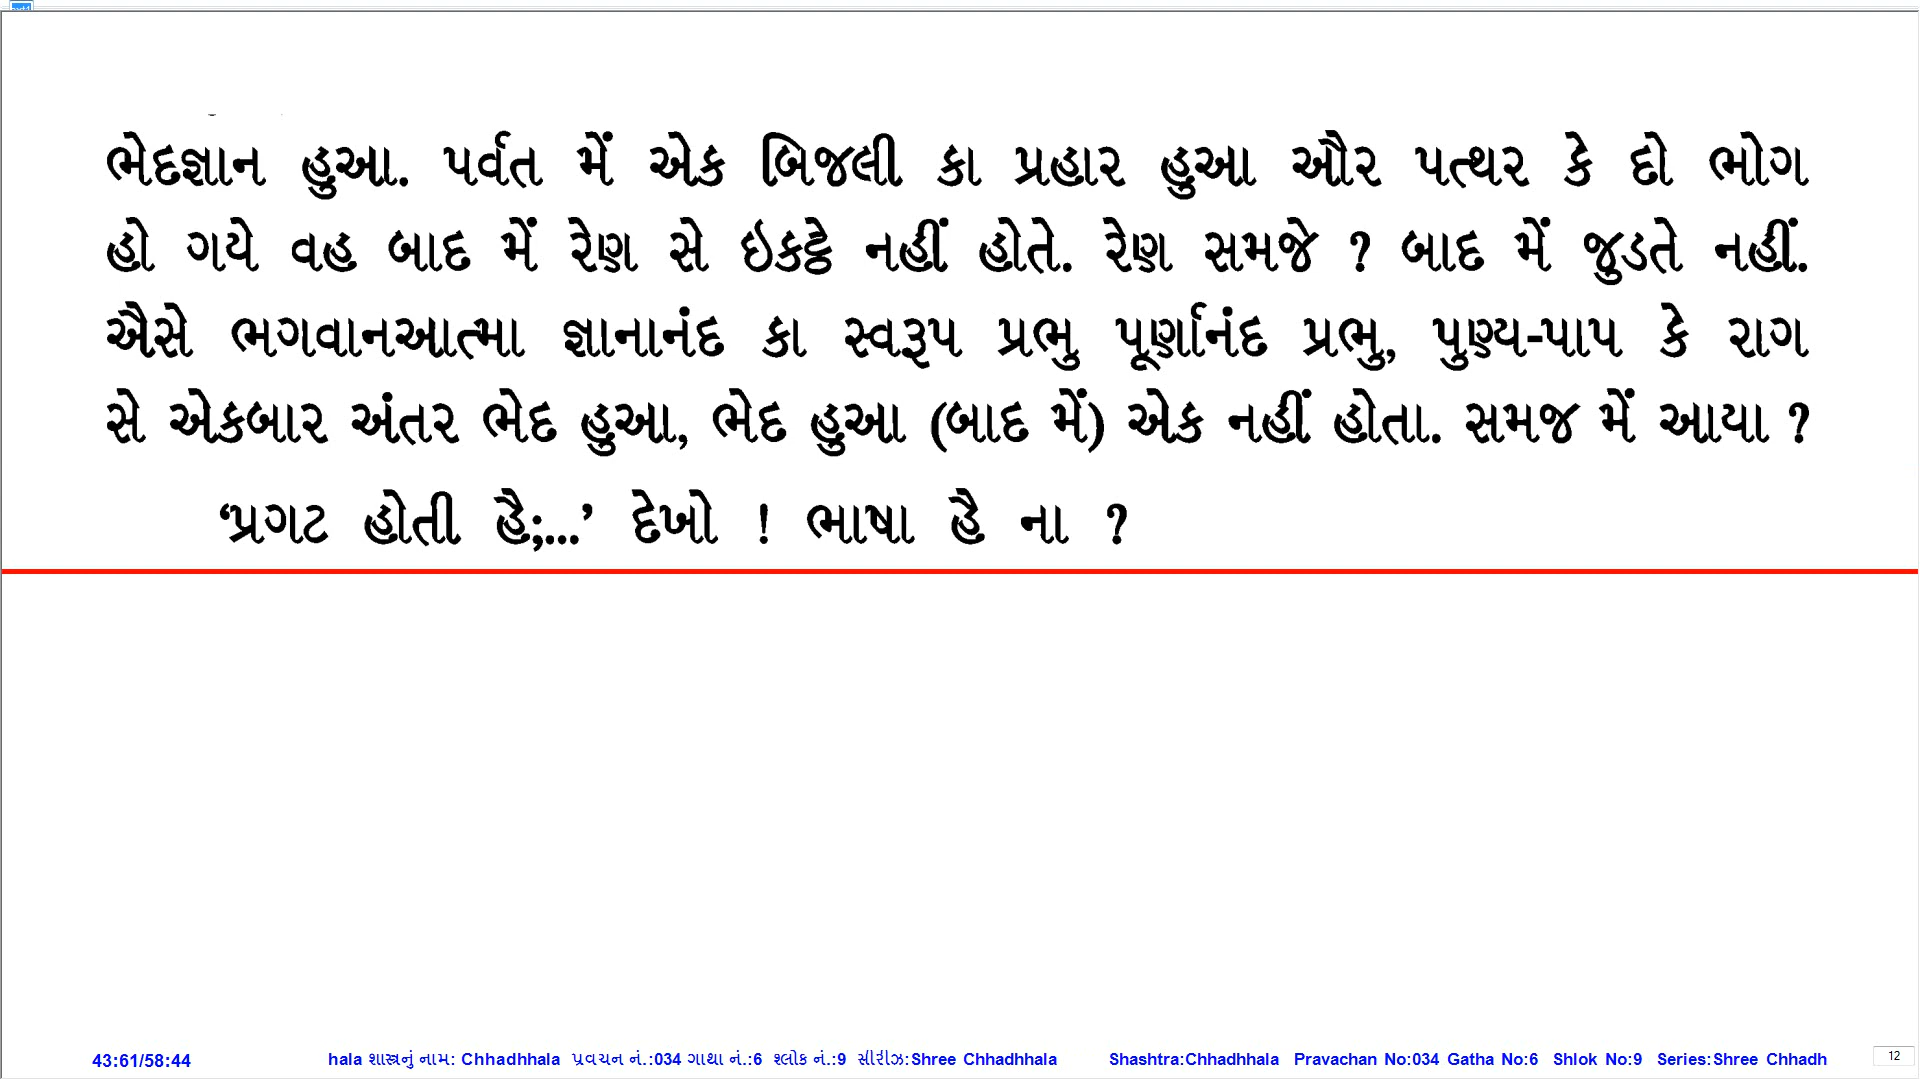 ભેદજ્ઞાન હુઆ. પર્વત મેં એક બિજલી કા પ્રહાર હુઆ ઔર પત્થર કે દો ભોગ
હો ગયે વહ બાદ મેં રેણ સે ઇકટ્ઠે નહીં હોતે. રેણ સમજે ? બાદ મેં જુડતે નહીં.
ઐસે ભગવાનઆત્મા જ્ઞાનાનંદ કા સ્વરૂપ પ્રભુ પૂર્ણાનંદ પ્રભુ, પુણ્ય-પાપ કે રાગ
સે એકબાર અંતર ભેદ હુઆ, ભેદ હુઆ (બાદ મેં) એક નહીં હોતા. સમજ મેં આયા ?
‘પ્રગટ હોતી હૈ;...’ દેખો ! ભાષા હૈ ના ?
43:61/58:44 hala શાસ્ત્રનું નામ: Chhadhhala પ્રવચન નં.:034 ગાથા નં.:6 શ્લોક નં.:9 સીરીઝ:Shree Chhadhhala Shashtra:Chhadhhala Pravachan No:034 Gatha No:6 Shlok No:9 Series:Shree Chhadh 12